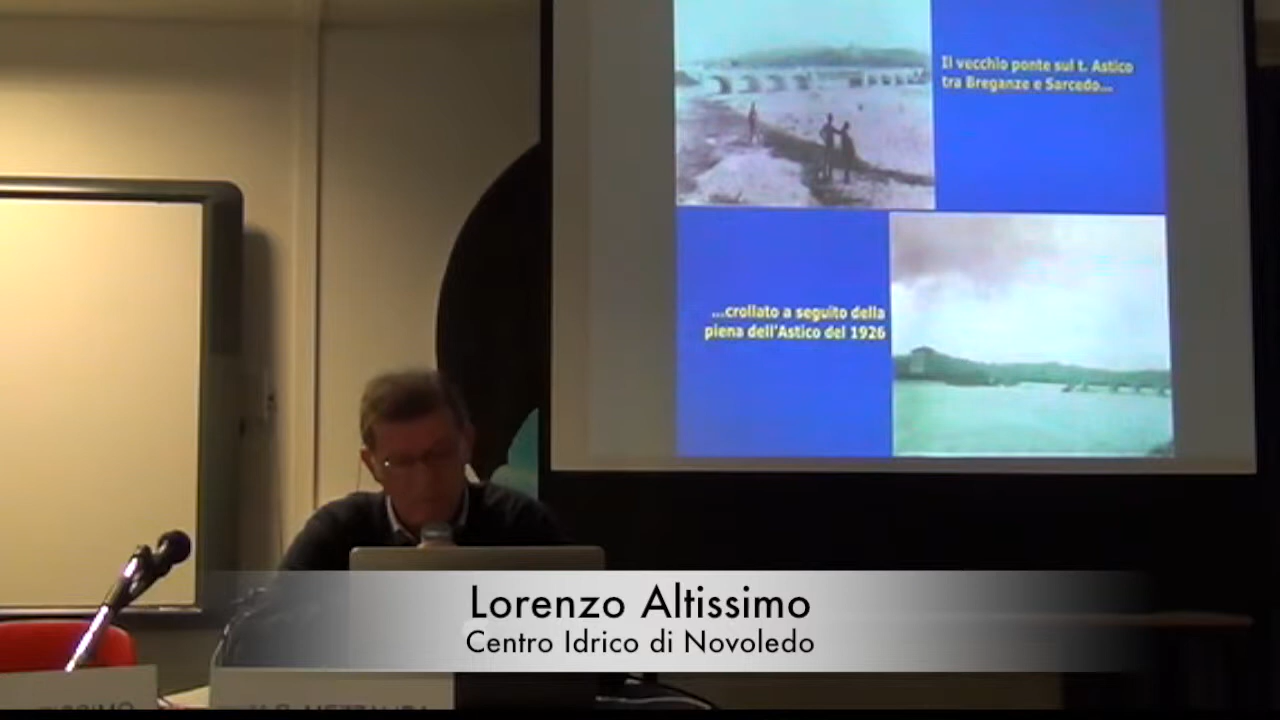 Il vecchio ponte sul t. Astico
tra Breganze e Sarcedo...
...crollato a seguito della
piena dell'Astico del 1926
Lorenzo Altissimo
Centro Idrico di Novoledo